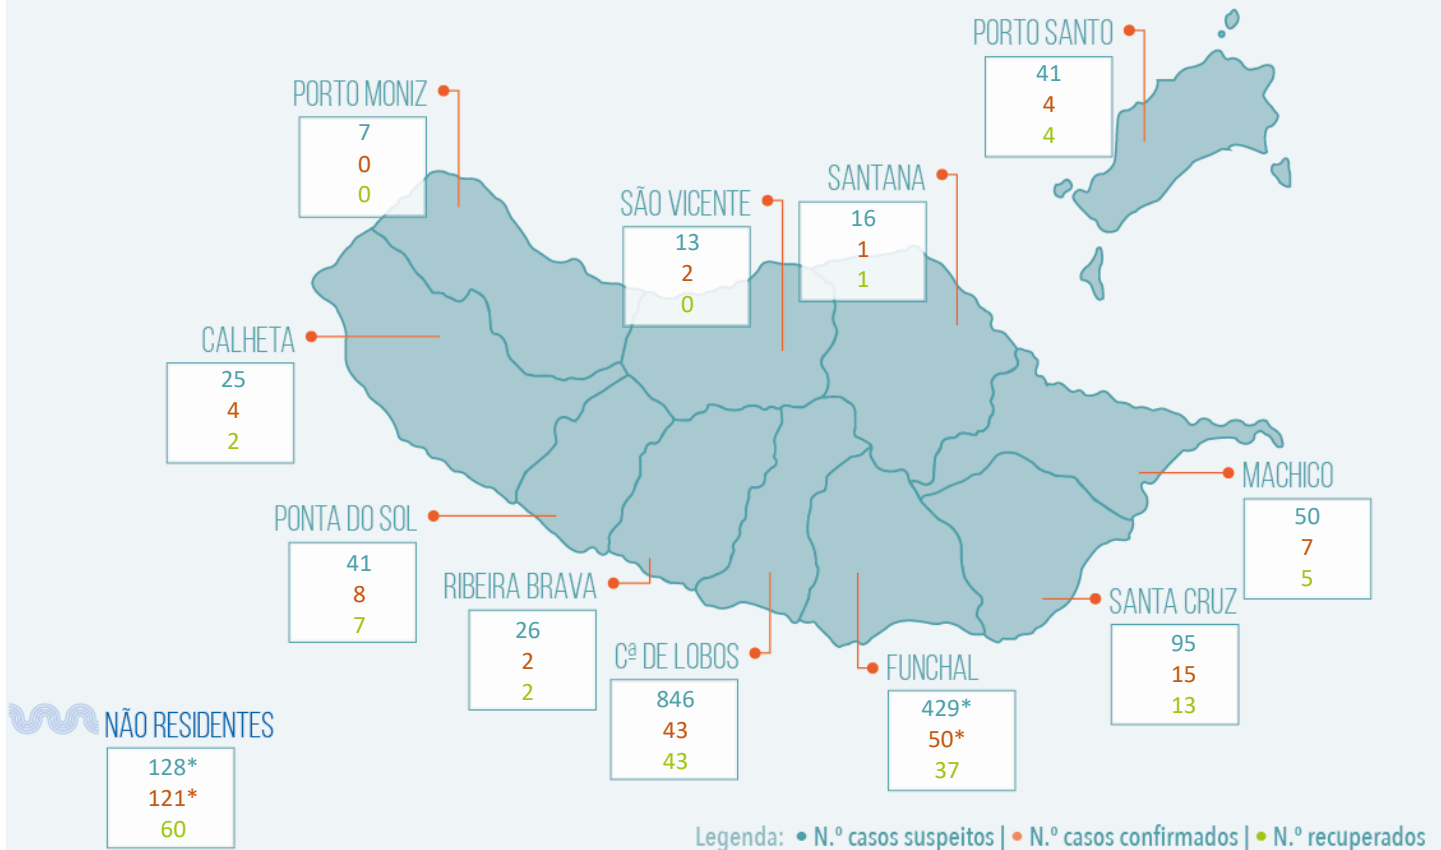 PORTO SANTO
41
4
4
PORTO MONIZ
7
0
0
SANTANA
16
1
1
SÃO VICENTE
13
2
0
CALHETA
25
4
2
MACHICO
50
7
5
PONTA DO SOL
41
8
7
RIBEIRA BRAVA
26
2
2
SANTA CRUZ
95
15
13
Cª DE LOBOS
846
43
43
FUNCHAL
429*
50*
37
NÃO RESIDENTES
128*
121*
60
Legenda: • N.º casos suspeitos | • N.º casos confirmados | • N.º recuperados